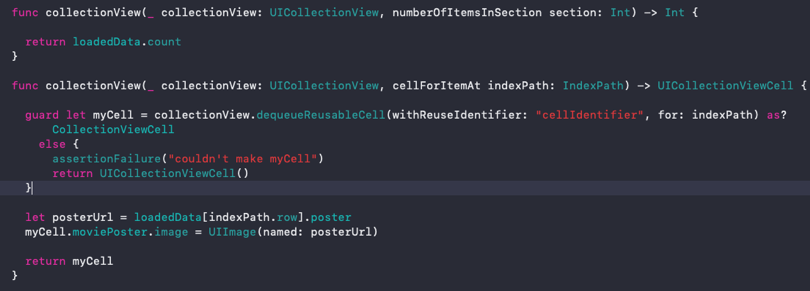 func collectionView(_ collectionView: UICollectionView, numberOfItemsInSection section: Int) -> Int {
return loadedData.count
}
func collectionView(_ collectionView: UICollectionView, cellForItemAt indexPath: IndexPath) -> UICollectionViewCell {
guard let myCell = collectionView.dequeueReusableCell(withReuseIdentifier: "cellIdentifier", for: indexPath) as?
CollectionViewCell
else {
assertionFailure("couldn't make myCell")
return UICollectionViewCell()
}
let posterUrl = loadedData[indexPath.row].poster
myCell.moviePoster.image = UIImage(named: posterUrl)
return myCell
}